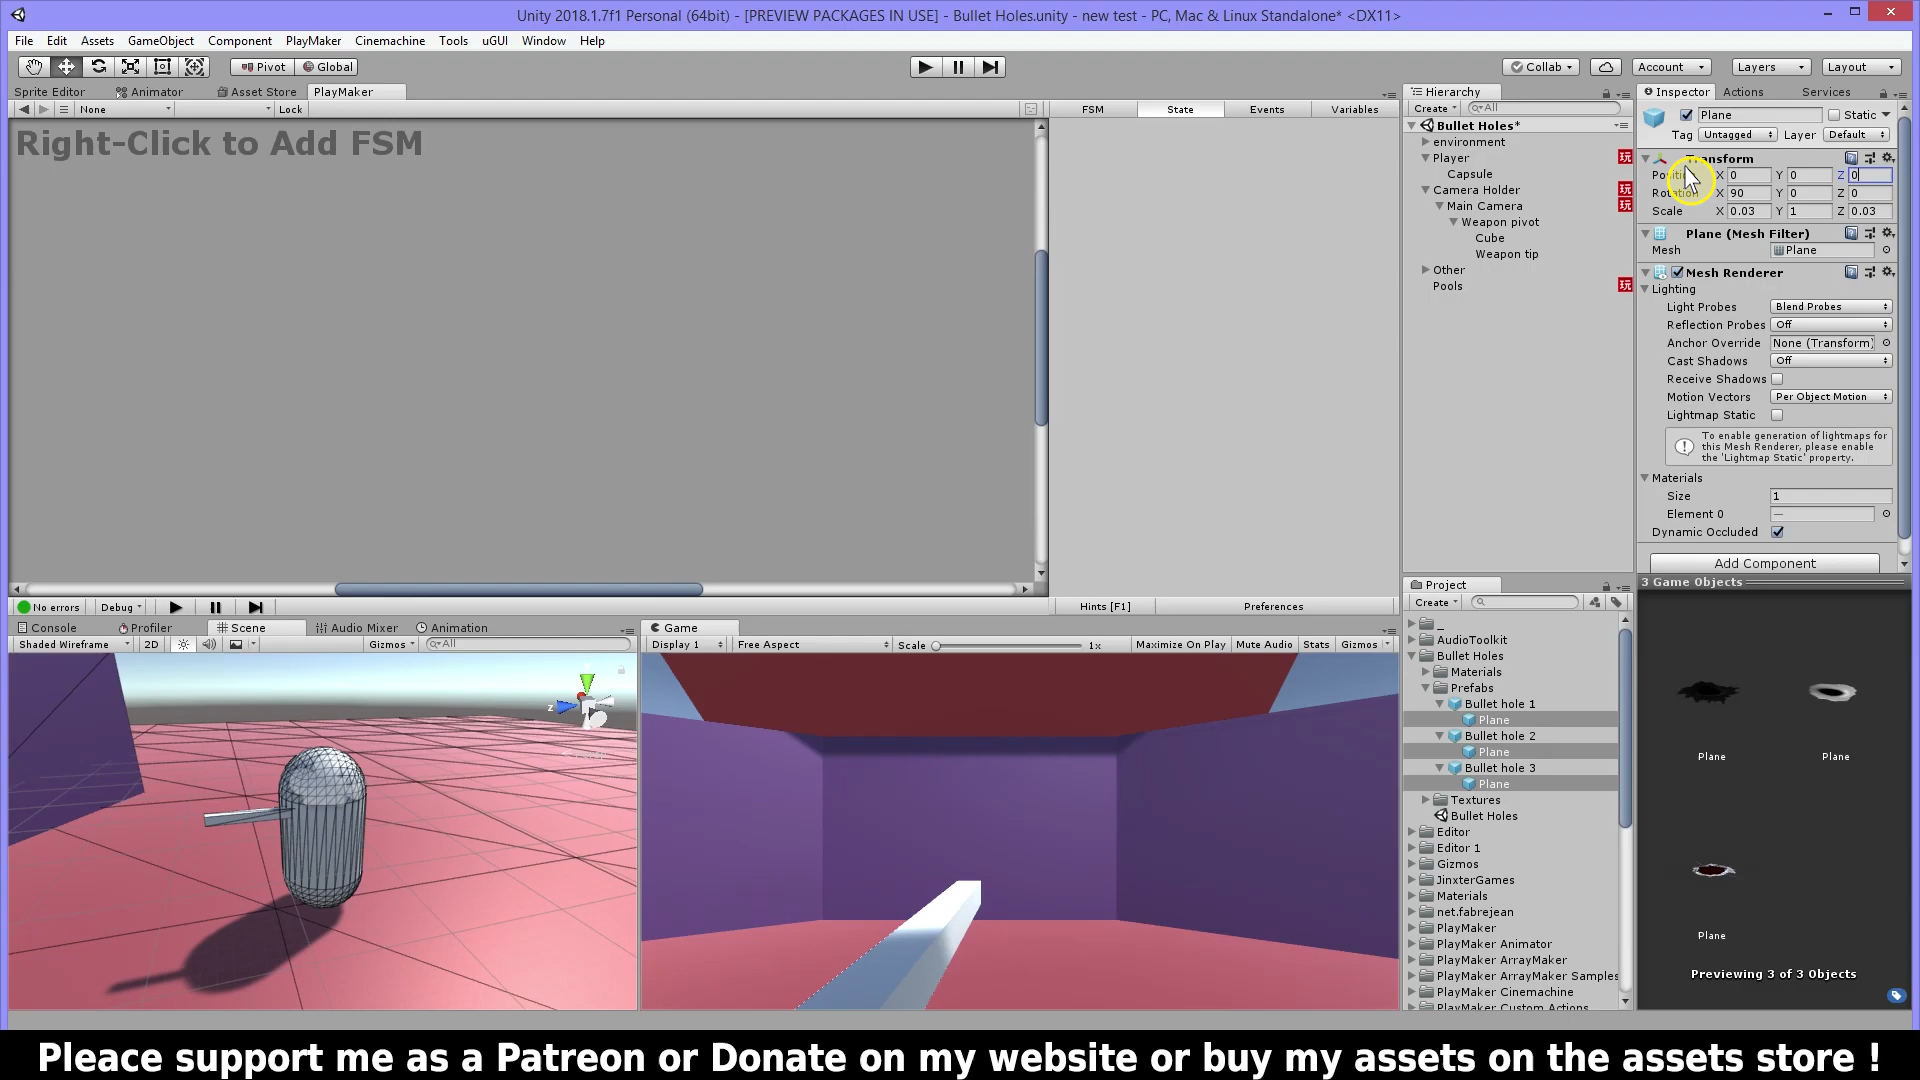 Unity 2018.1.7f1 Personal (64bit) - [PREVIEW PACKAGES IN USE] - Bullet Holes.unity - new test - PC, Mac & Linux Standalone* <DX11>
File Edit Assets GameObject Component PlayMaker Cinemachine Tools uGUI Window Help
Pivot Global Collab Account Layers Layout
Sprite Editor Animator Asset Store PlayMaker
None Lock
Right-Click to Add FSM
FSM State Events Variables
Hierarchy
Create All
Bullet Holes*
environment
Player
Capsule
Camera Holder
Main Camera
Weapon pivot
Cube
Weapon tip
Other
Pools
玩
玩
玩
玩
Inspector Actions Services
Plane Static
Tag Untagged Layer Default
Transform
X 0 Y 0 Z 0
Rotation X 90 Y 0 Z 0
Scale X 0.03 Y 1 Z 0.03
Plane (Mesh Filter)
Mesh Plane
Mesh Renderer
Lighting
Light Probes Blend Probes
Reflection Probes Off
Anchor Override None (Transform)
Cast Shadows Off
Receive Shadows
Motion Vectors Per Object Motion
Lightmap Static
To enable generation of lightmaps for
this Mesh Renderer, please enable
the 'Lightmap Static' property.
Materials
Size 1
Element 0 —
Dynamic Occluded
Add Component
3 Game Objects
Plane Plane
Plane
Previewing 3 of 3 Objects
No errors Debug Hints [F1] Preferences
Console Profiler Scene Audio Mixer Animation
Shaded Wireframe 2D Gizmos All
z
Game
Display 1 Free Aspect Scale 1x Maximize On Play Mute Audio Stats Gizmos
Project
Create
_
AudioToolkit
Bullet Holes
Materials
Prefabs
Bullet hole 1
Plane
Bullet hole 2
Plane
Bullet hole 3
Plane
Textures
Bullet Holes
Editor
Editor 1
Gizmos
JinxterGames
Materials
net.fabrejean
PlayMaker
PlayMaker Animator
PlayMaker ArrayMaker
PlayMaker ArrayMaker Samples
PlayMaker Cinemachine
PlayMaker Custom Actions
Pleace support me as a Patreon or Donate on my website or buy my assets on the assets store !